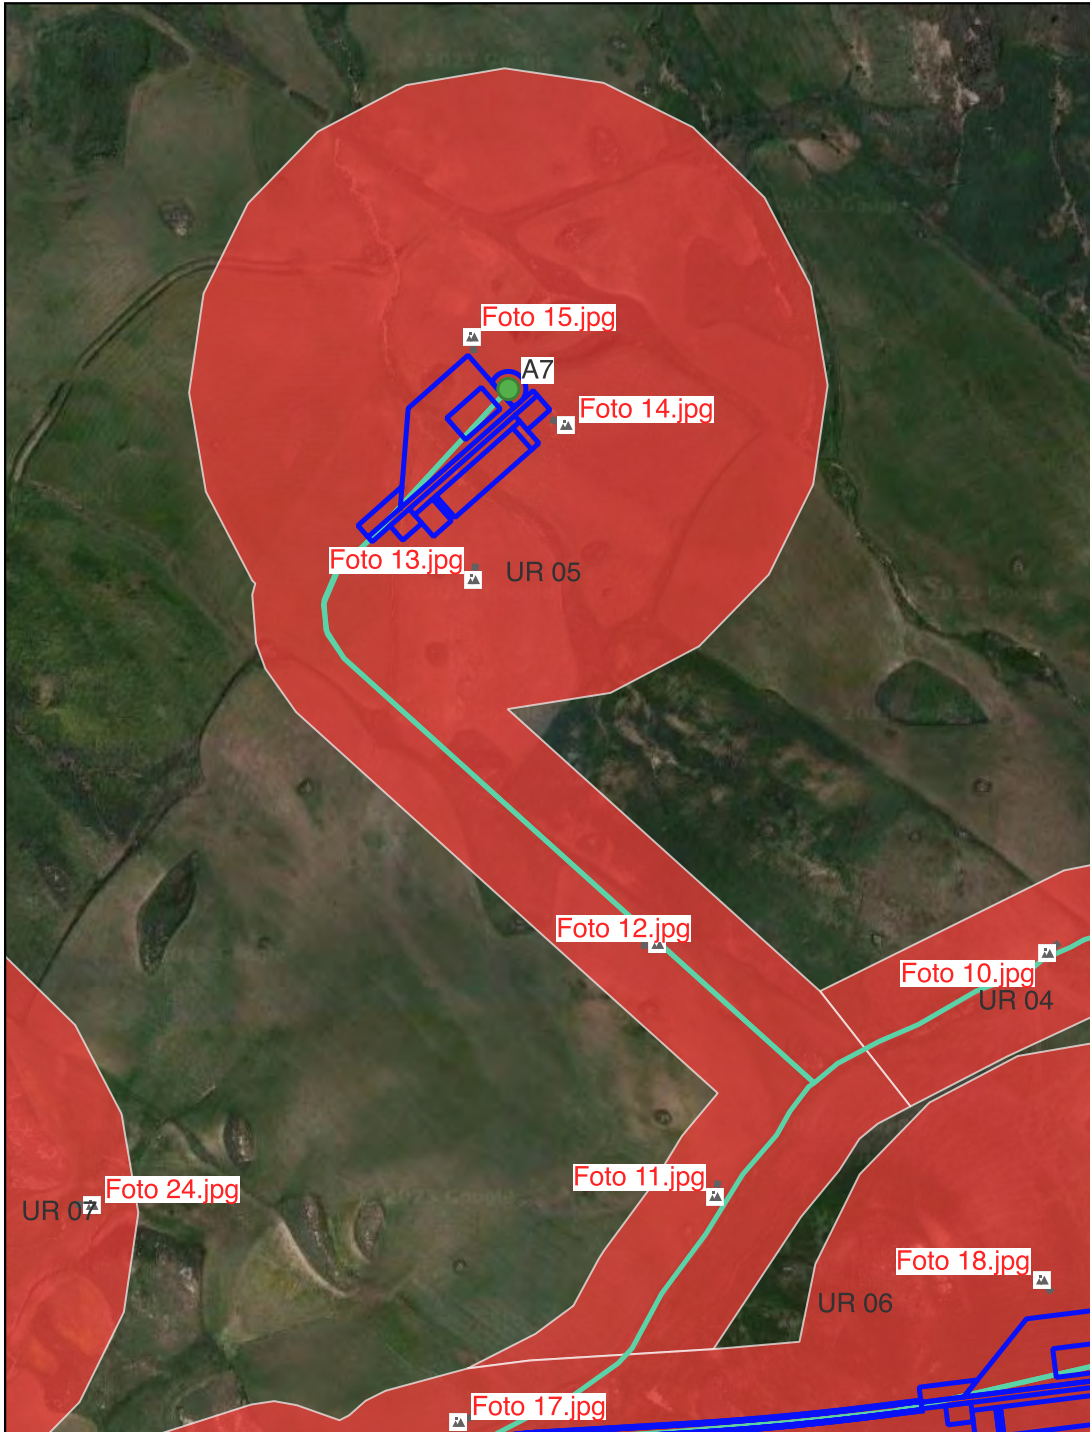 Foto 15.jpg
A7
Foto 14.jpg
Foto 13.jpg
UR 05
Foto 12.jpg
Foto 10.jpg
UR 04
Foto 11.jpg
Foto 24.jpg
UR 07
Foto 18.jpg
UR 06
Foto 17.jpg